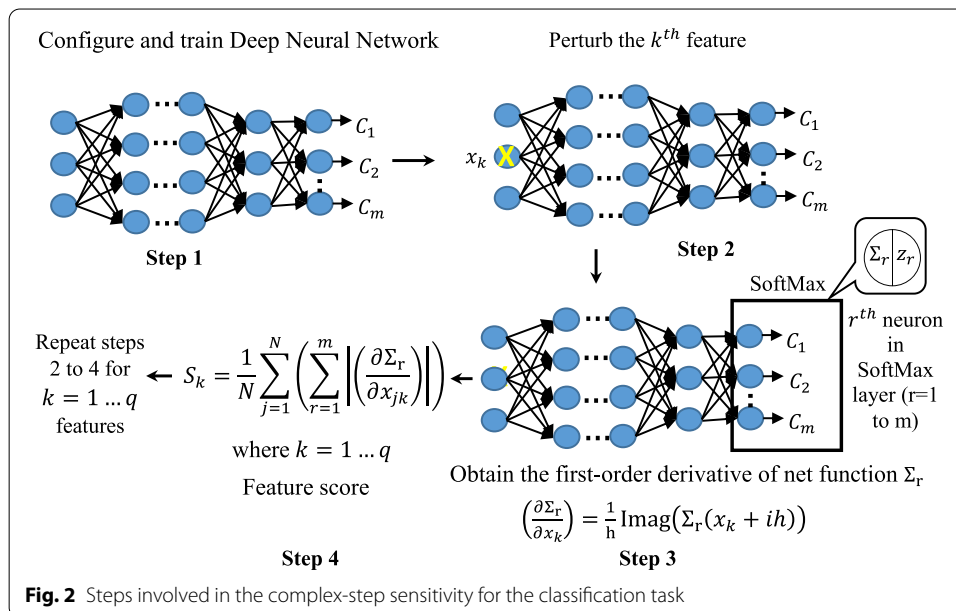 Configure and train Deep Neural Network
C₁
C₂
Cₘ
Step 1
Perturb the kᵗʰ feature
xₖ
X
C₁
C₂
Cₘ
Step 2
Σᵣ zᵣ
SoftMax
C₁
C₂
Cₘ
rᵗʰ neuron
in
SoftMax
layer (r=1
to m)
Obtain the first-order derivative of net function Σᵣ
(∂Σᵣ/∂xₖ) = 1/h Imag(Σᵣ(xₖ + ih))
Step 3
Sₖ = 1/N ∑_{j=1}^{N} (∑_{r=1}^{m} |(∂Σᵣ/∂xⱼₖ)|)
where k = 1 … q
Feature score
Step 4
Repeat steps
2 to 4 for
k = 1 … q
features
Fig. 2 Steps involved in the complex-step sensitivity for the classification task